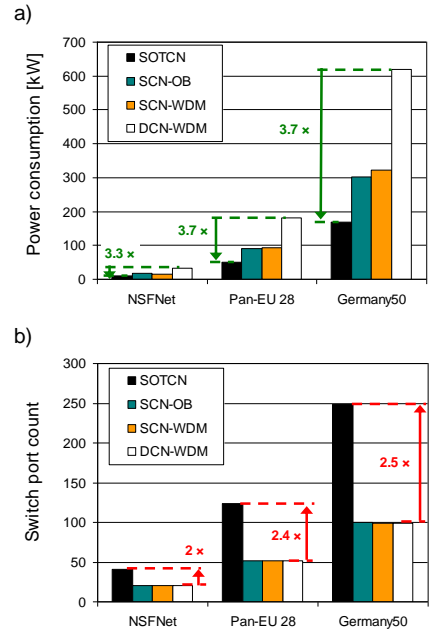 a)
Power consumption [kW]
700
600
500
400
300
200
100
0
SOTCN
SCN-OB
SCN-WDM
DCN-WDM
3.3 ×
3.7 ×
3.7 ×
NSFNet
Pan-EU 28
Germany50
b)
Switch port count
300
250
200
150
100
50
0
SOTCN
SCN-OB
SCN-WDM
DCN-WDM
2 ×
2.4 ×
2.5 ×
NSFNet
Pan-EU 28
Germany50